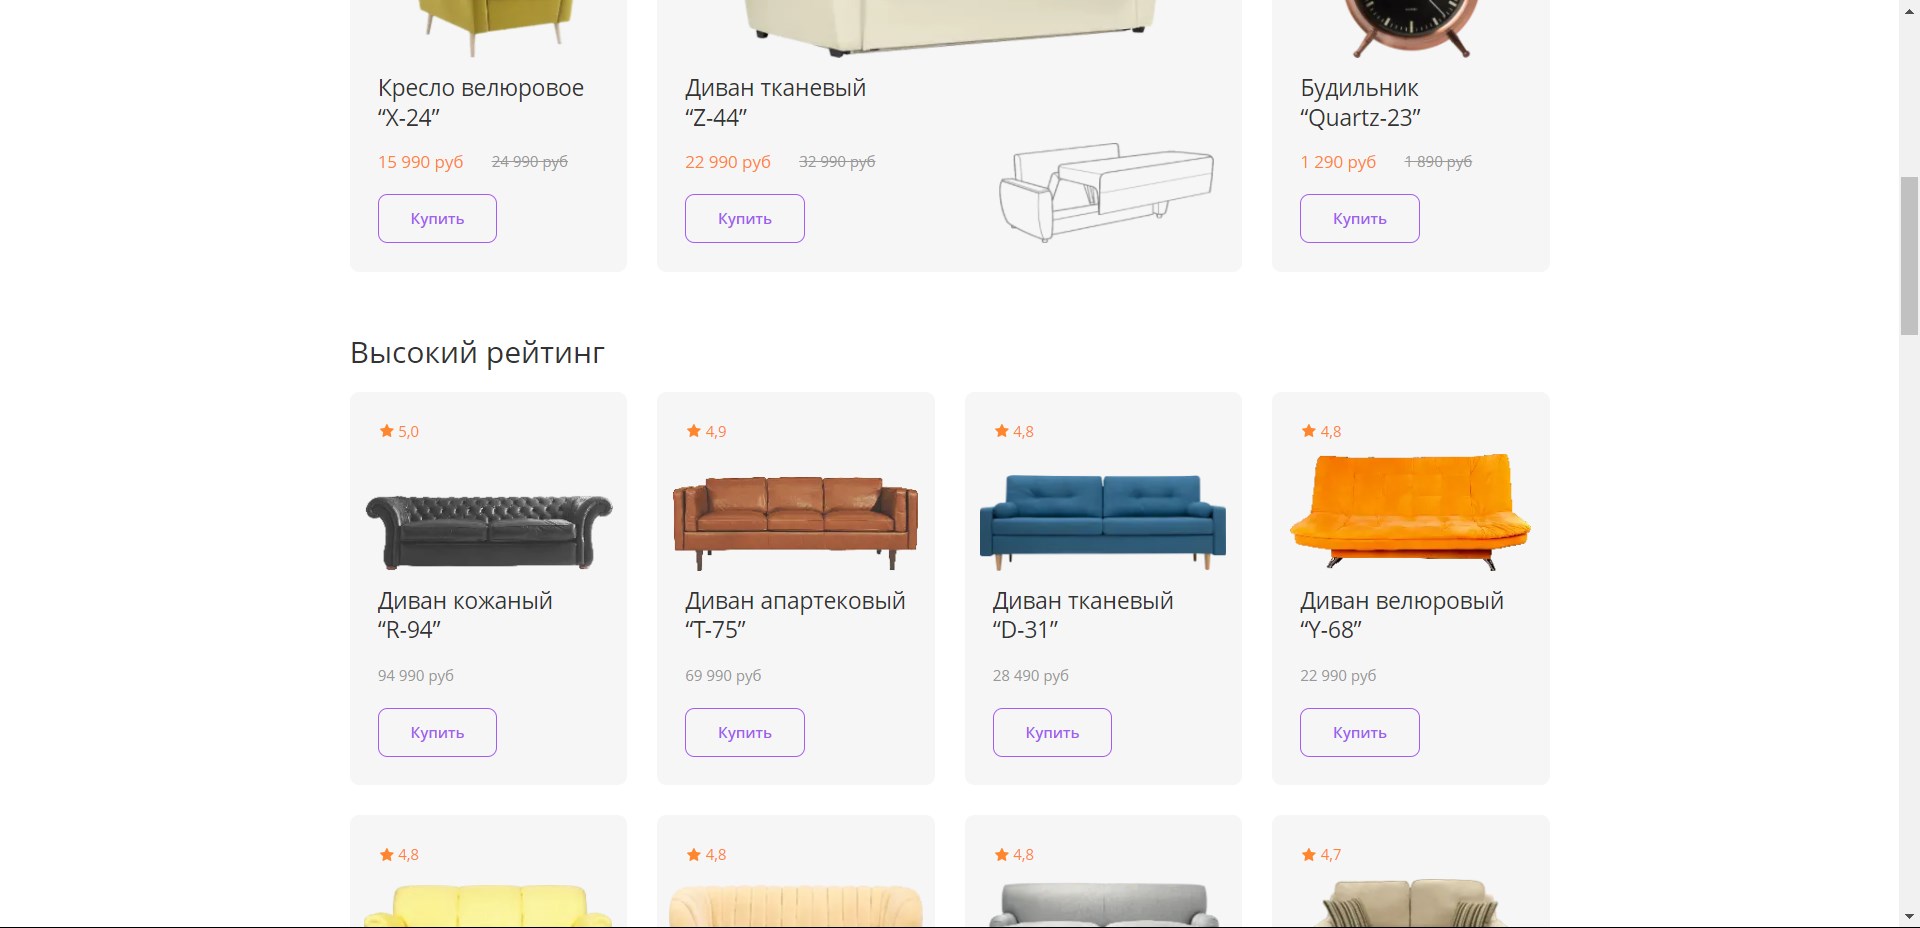 Кресло велюровое
“X-24”
15 990 руб 24 990 руб
Купить
Диван тканевый
“Z-44”
22 990 руб 32 990 руб
Купить
Будильник
“Quartz-23”
1 290 руб 1 890 руб
Купить
Высокий рейтинг
5,0
Диван кожаный
“R-94”
94 990 руб
Купить
4,9
Диван апартековый
“T-75”
69 990 руб
Купить
4,8
Диван тканевый
“D-31”
28 490 руб
Купить
4,8
Диван велюровый
“Y-68”
22 990 руб
Купить
4,8
4,8
4,8
4,7